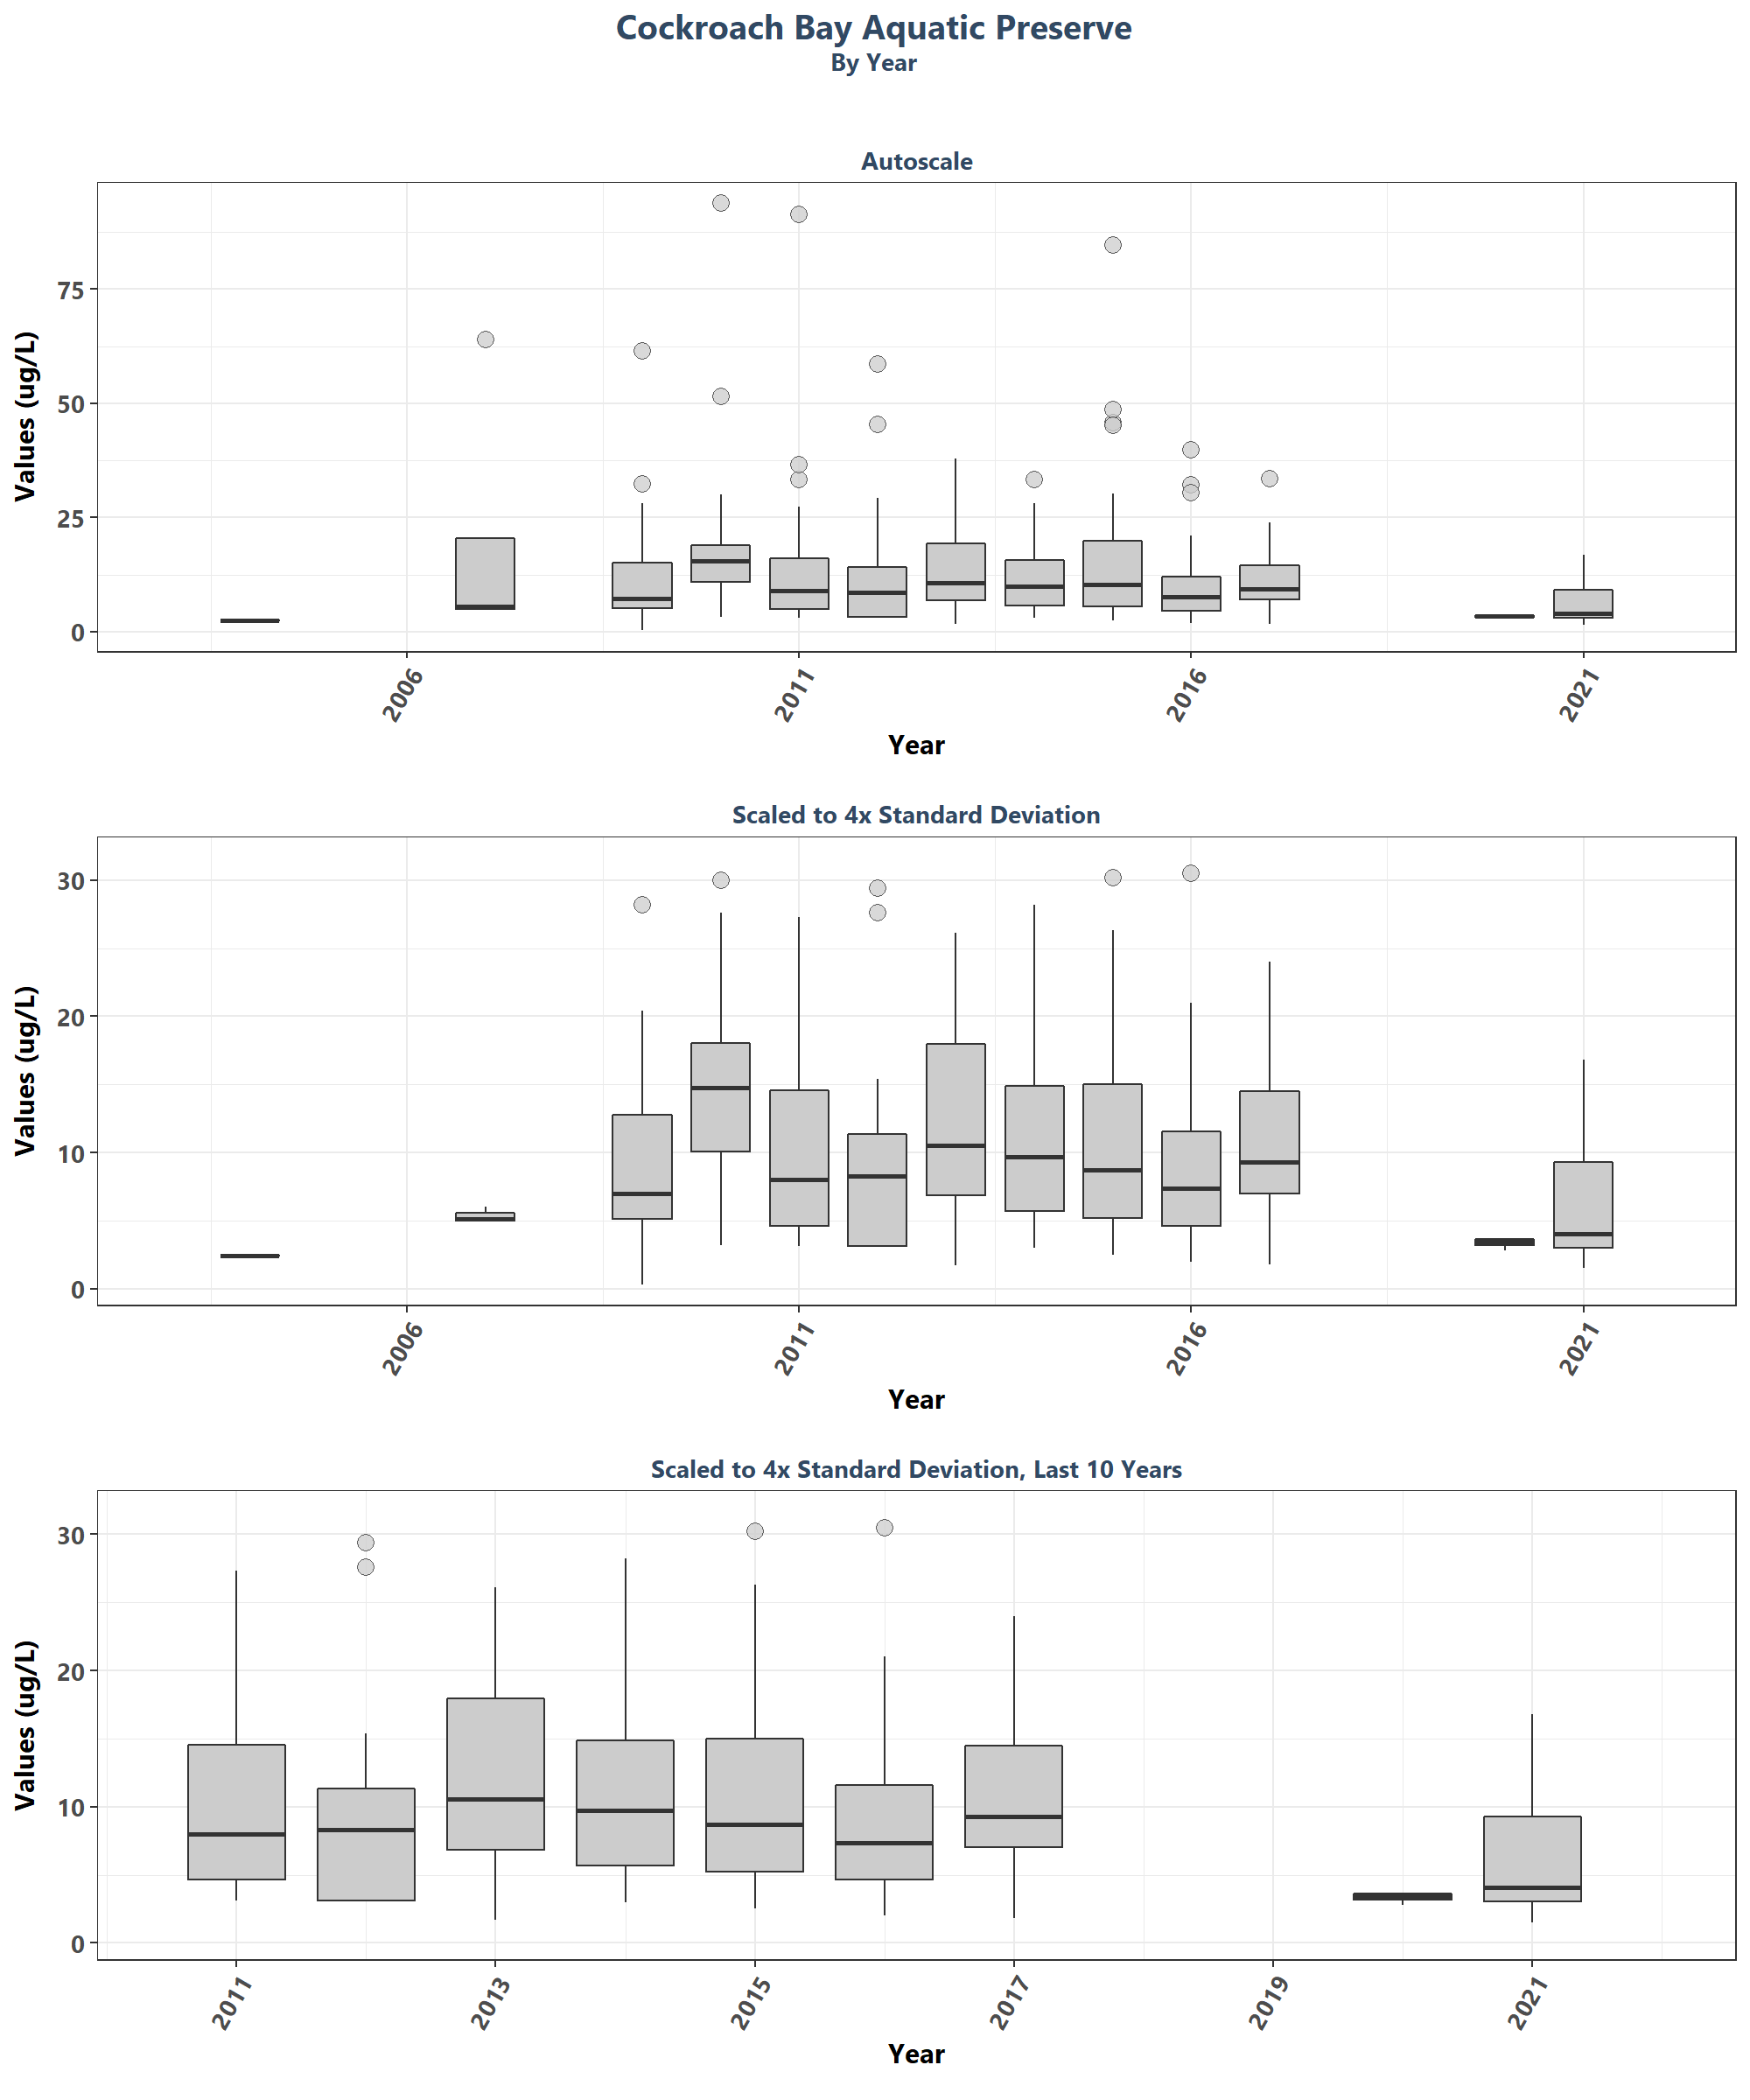 Cockroach Bay Aquatic Preserve
By Year
Autoscale
Values (ug/L)
75
50
25
0
2006
2011
2016
2021
Year
Scaled to 4x Standard Deviation
Values (ug/L)
30
20
10
0
2006
2011
2016
2021
Year
Scaled to 4x Standard Deviation, Last 10 Years
Values (ug/L)
30
20
10
0
2011
2013
2015
2017
2019
2021
Year